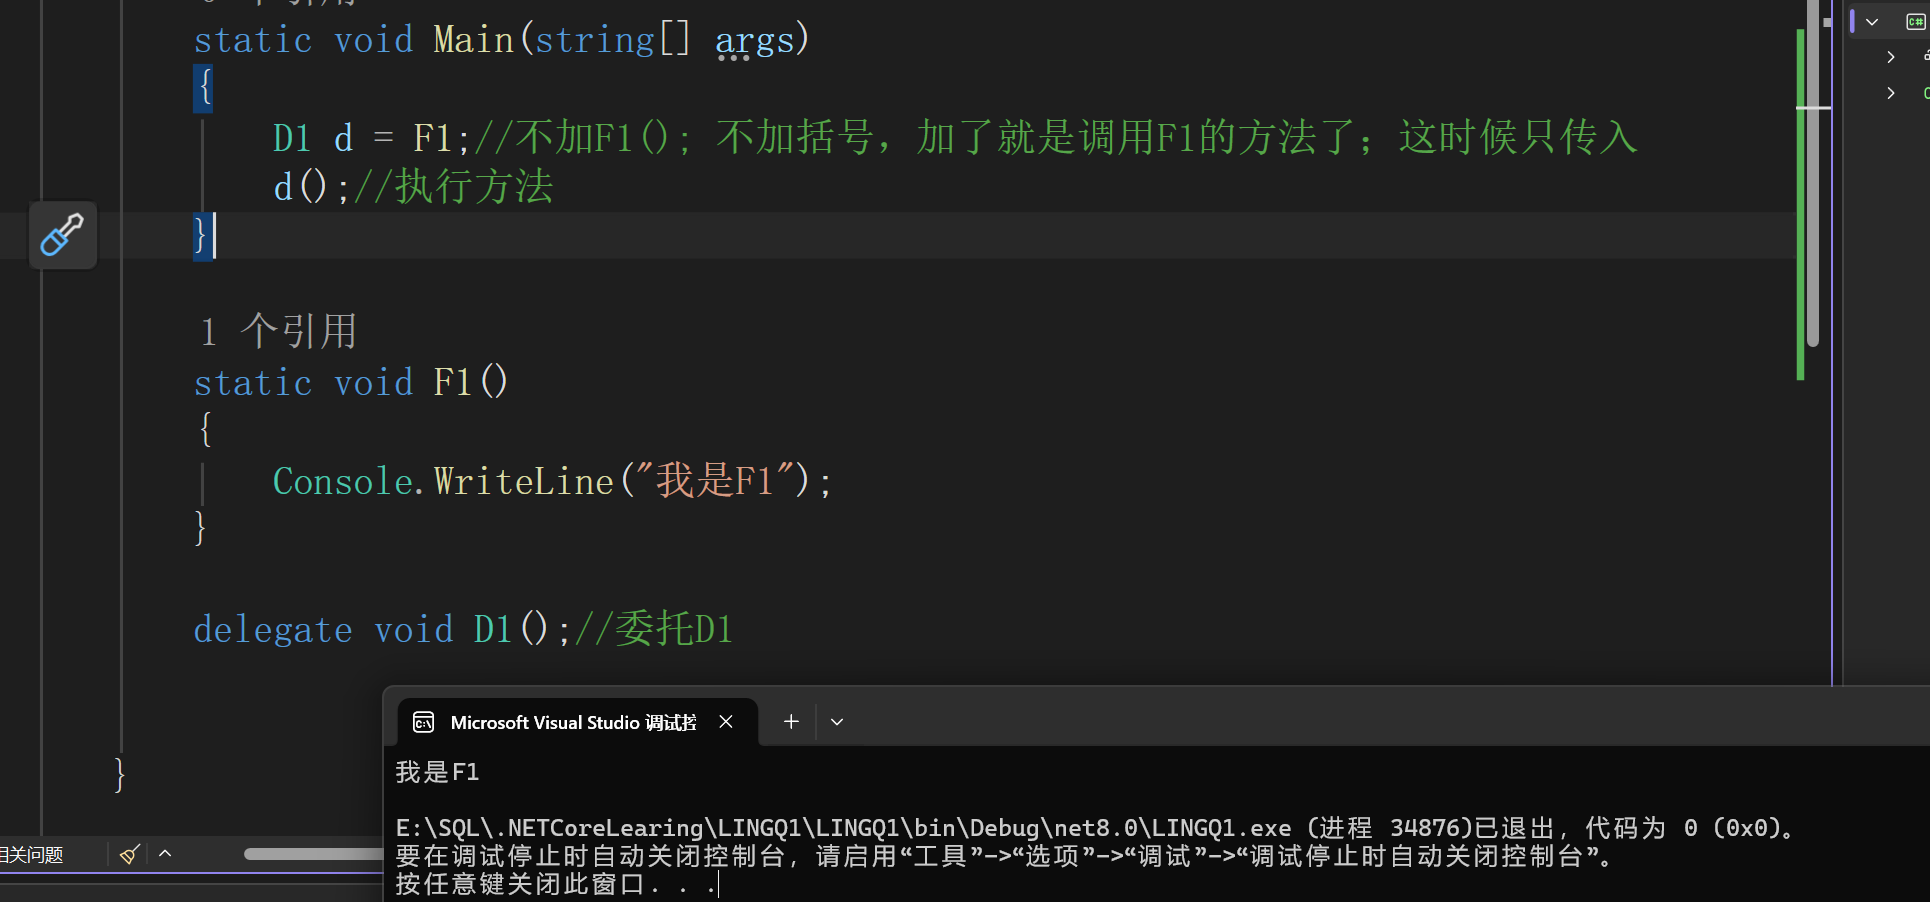 static void Main(string[] args)
{
D1 d = F1;//不加F1(); 不加括号，加了就是调用F1的方法了；这时候只传入
d();//执行方法
}
1 个引用
static void F1()
{
Console.WriteLine("我是F1");
}
delegate void D1();//委托D1
}
Microsoft Visual Studio 调试控
我是F1
E:\SQL\.NETCoreLearing\LINGQ1\LINGQ1\bin\Debug\net8.0\LINGQ1.exe (进程 34876)已退出，代码为 0 (0x0)。
要在调试停止时自动关闭控制台，请启用“工具”->“选项”->“调试”->“调试停止时自动关闭控制台”。
按任意键关闭此窗口. . .
相关问题
C#